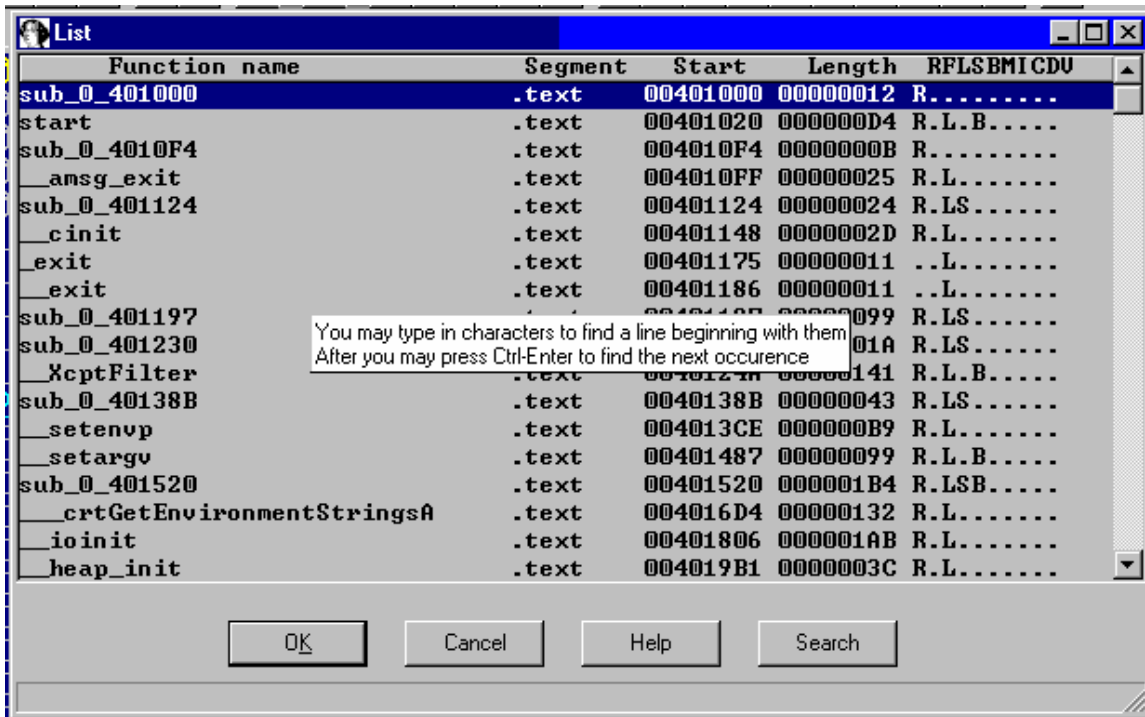 List
Function name Segment Start Length RFLSBMICDV
sub_0_401000 .text 00401000 00000012 R.........
start .text 00401020 000000D4 R.L.B.....
sub_0_4010F4 .text 004010F4 0000000B R.........
__amsg_exit .text 004010FF 00000025 R.L.......
sub_0_401124 .text 00401124 00000024 R.LS......
__cinit .text 00401148 0000002D R.L.......
_exit .text 00401175 00000011 ..L.......
__exit .text 00401186 00000011 ..L.......
sub_0_401197 099 R.LS......
You may type in characters to find a line beginning with them
sub_0_401230 01A R.LS......
After you may press Ctrl-Enter to find the next occurence
__XcptFilter .text 0040124A 00000141 R.L.B.....
sub_0_40138B .text 0040138B 00000043 R.LS......
__setenvp .text 004013CE 000000B9 R.L.......
__setargv .text 00401487 00000099 R.L.B.....
sub_0_401520 .text 00401520 000001B4 R.LSB.....
___crtGetEnvironmentStringsA .text 004016D4 00000132 R.L.......
__ioinit .text 00401806 000001AB R.L.......
__heap_init .text 004019B1 0000003C R.L.......
OK Cancel Help Search